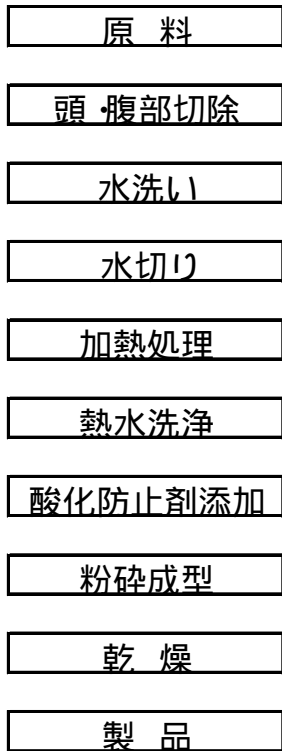 原 料
頭・腹部切除
水洗い
水切り
加熱処理
熱水洗浄
酸化防止剤添加
粉砕成型
乾 燥
製 品